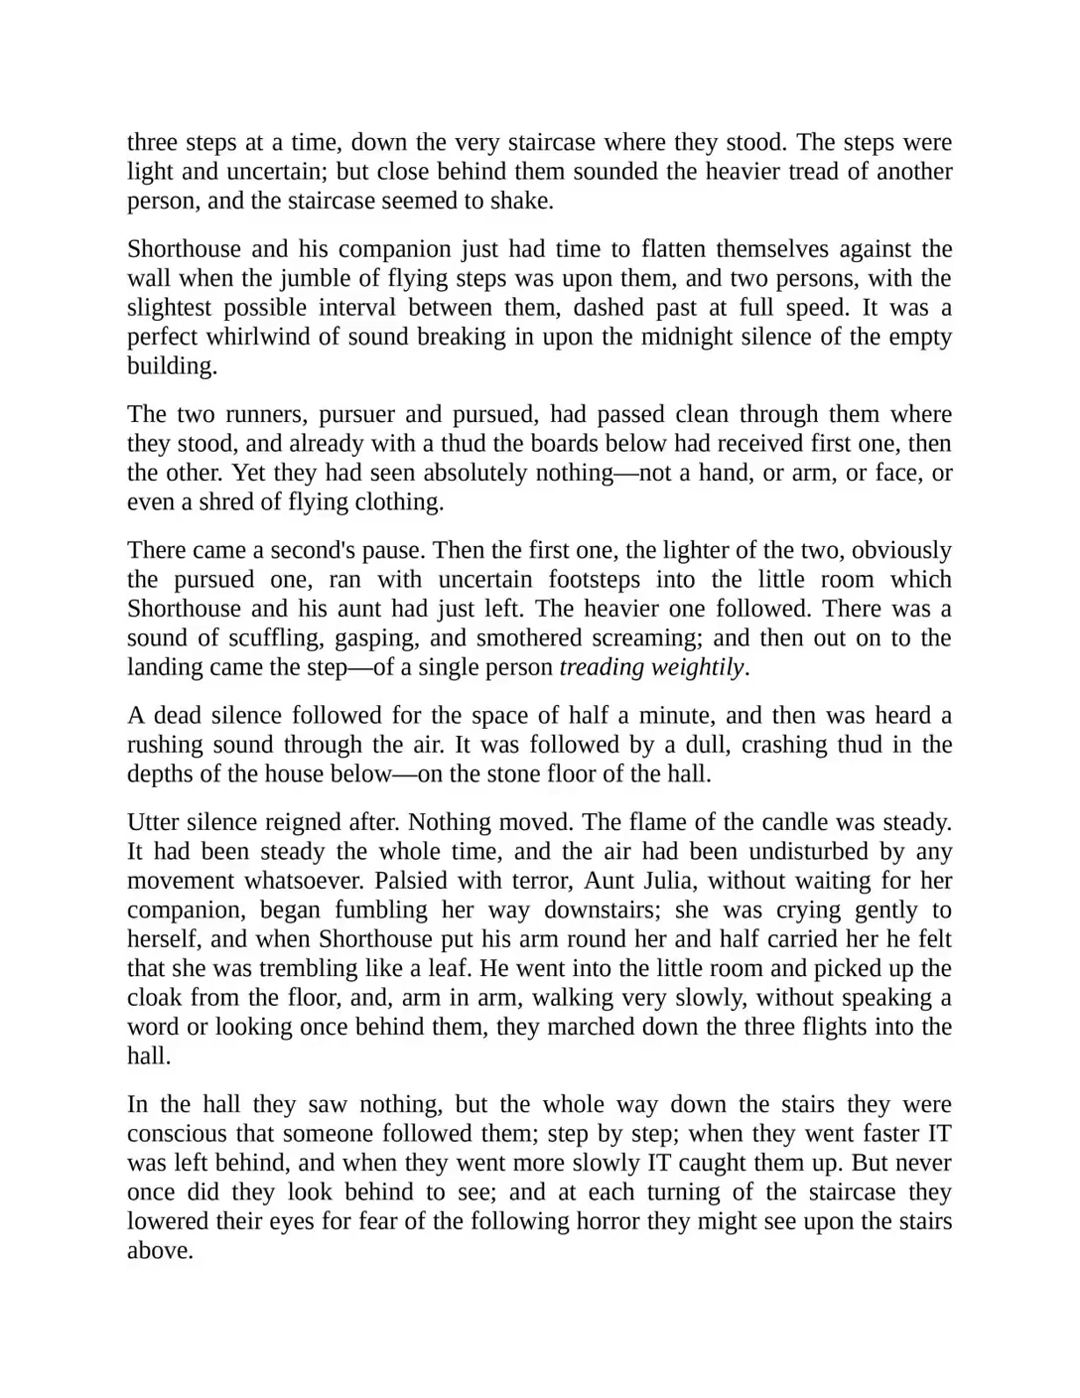 three steps at a time, down the very staircase where they stood. The steps were
light and uncertain; but close behind them sounded the heavier tread of another
person, and the staircase seemed to shake.
Shorthouse and his companion just had time to flatten themselves against the
wall when the jumble of flying steps was upon them, and two persons, with the
slightest possible interval between them, dashed past at full speed. It was a
perfect whirlwind of sound breaking in upon the midnight silence of the empty
building.
The two runners, pursuer and pursued, had passed clean through them where
they stood, and already with a thud the boards below had received first one, then
the other. Yet they had seen absolutely nothing—not a hand, or arm, or face, or
even a shred of flying clothing.
There came a second's pause. Then the first one, the lighter of the two, obviously
the pursued one, ran with uncertain footsteps into the little room which
Shorthouse and his aunt had just left. The heavier one followed. There was a
sound of scuffling, gasping, and smothered screaming; and then out on to the
landing came the step—of a single person treading weightily.
A dead silence followed for the space of half a minute, and then was heard a
rushing sound through the air. It was followed by a dull, crashing thud in the
depths of the house below—on the stone floor of the hall.
Utter silence reigned after. Nothing moved. The flame of the candle was steady.
It had been steady the whole time, and the air had been undisturbed by any
movement whatsoever. Palsied with terror, Aunt Julia, without waiting for her
companion, began fumbling her way downstairs; she was crying gently to
herself, and when Shorthouse put his arm round her and half carried her he felt
that she was trembling like a leaf. He went into the little room and picked up the
cloak from the floor, and, arm in arm, walking very slowly, without speaking a
word or looking once behind them, they marched down the three flights into the
hall.
In the hall they saw nothing, but the whole way down the stairs they were
conscious that someone followed them; step by step; when they went faster IT
was left behind, and when they went more slowly IT caught them up. But never
once did they look behind to see; and at each turning of the staircase they
lowered their eyes for fear of the following horror they might see upon the stairs
above.